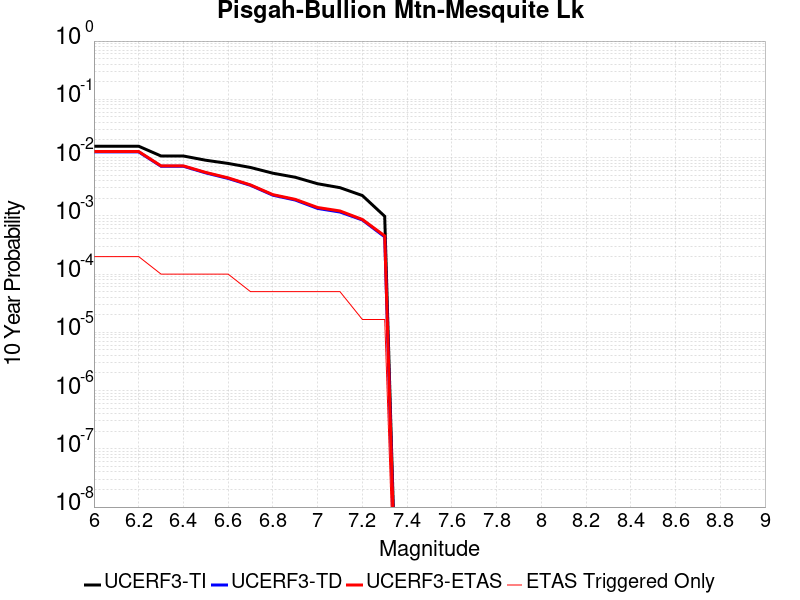 Pisgah-Bullion Mtn-Mesquite Lk
10^0
10^-1
10^-2
10^-3
10^-4
10^-5
10^-6
10^-7
10^-8
10 Year Probability
6 6.2 6.4 6.6 6.8 7 7.2 7.4 7.6 7.8 8 8.2 8.4 8.6 8.8 9
Magnitude
UCERF3-TI UCERF3-TD UCERF3-ETAS ETAS Triggered Only